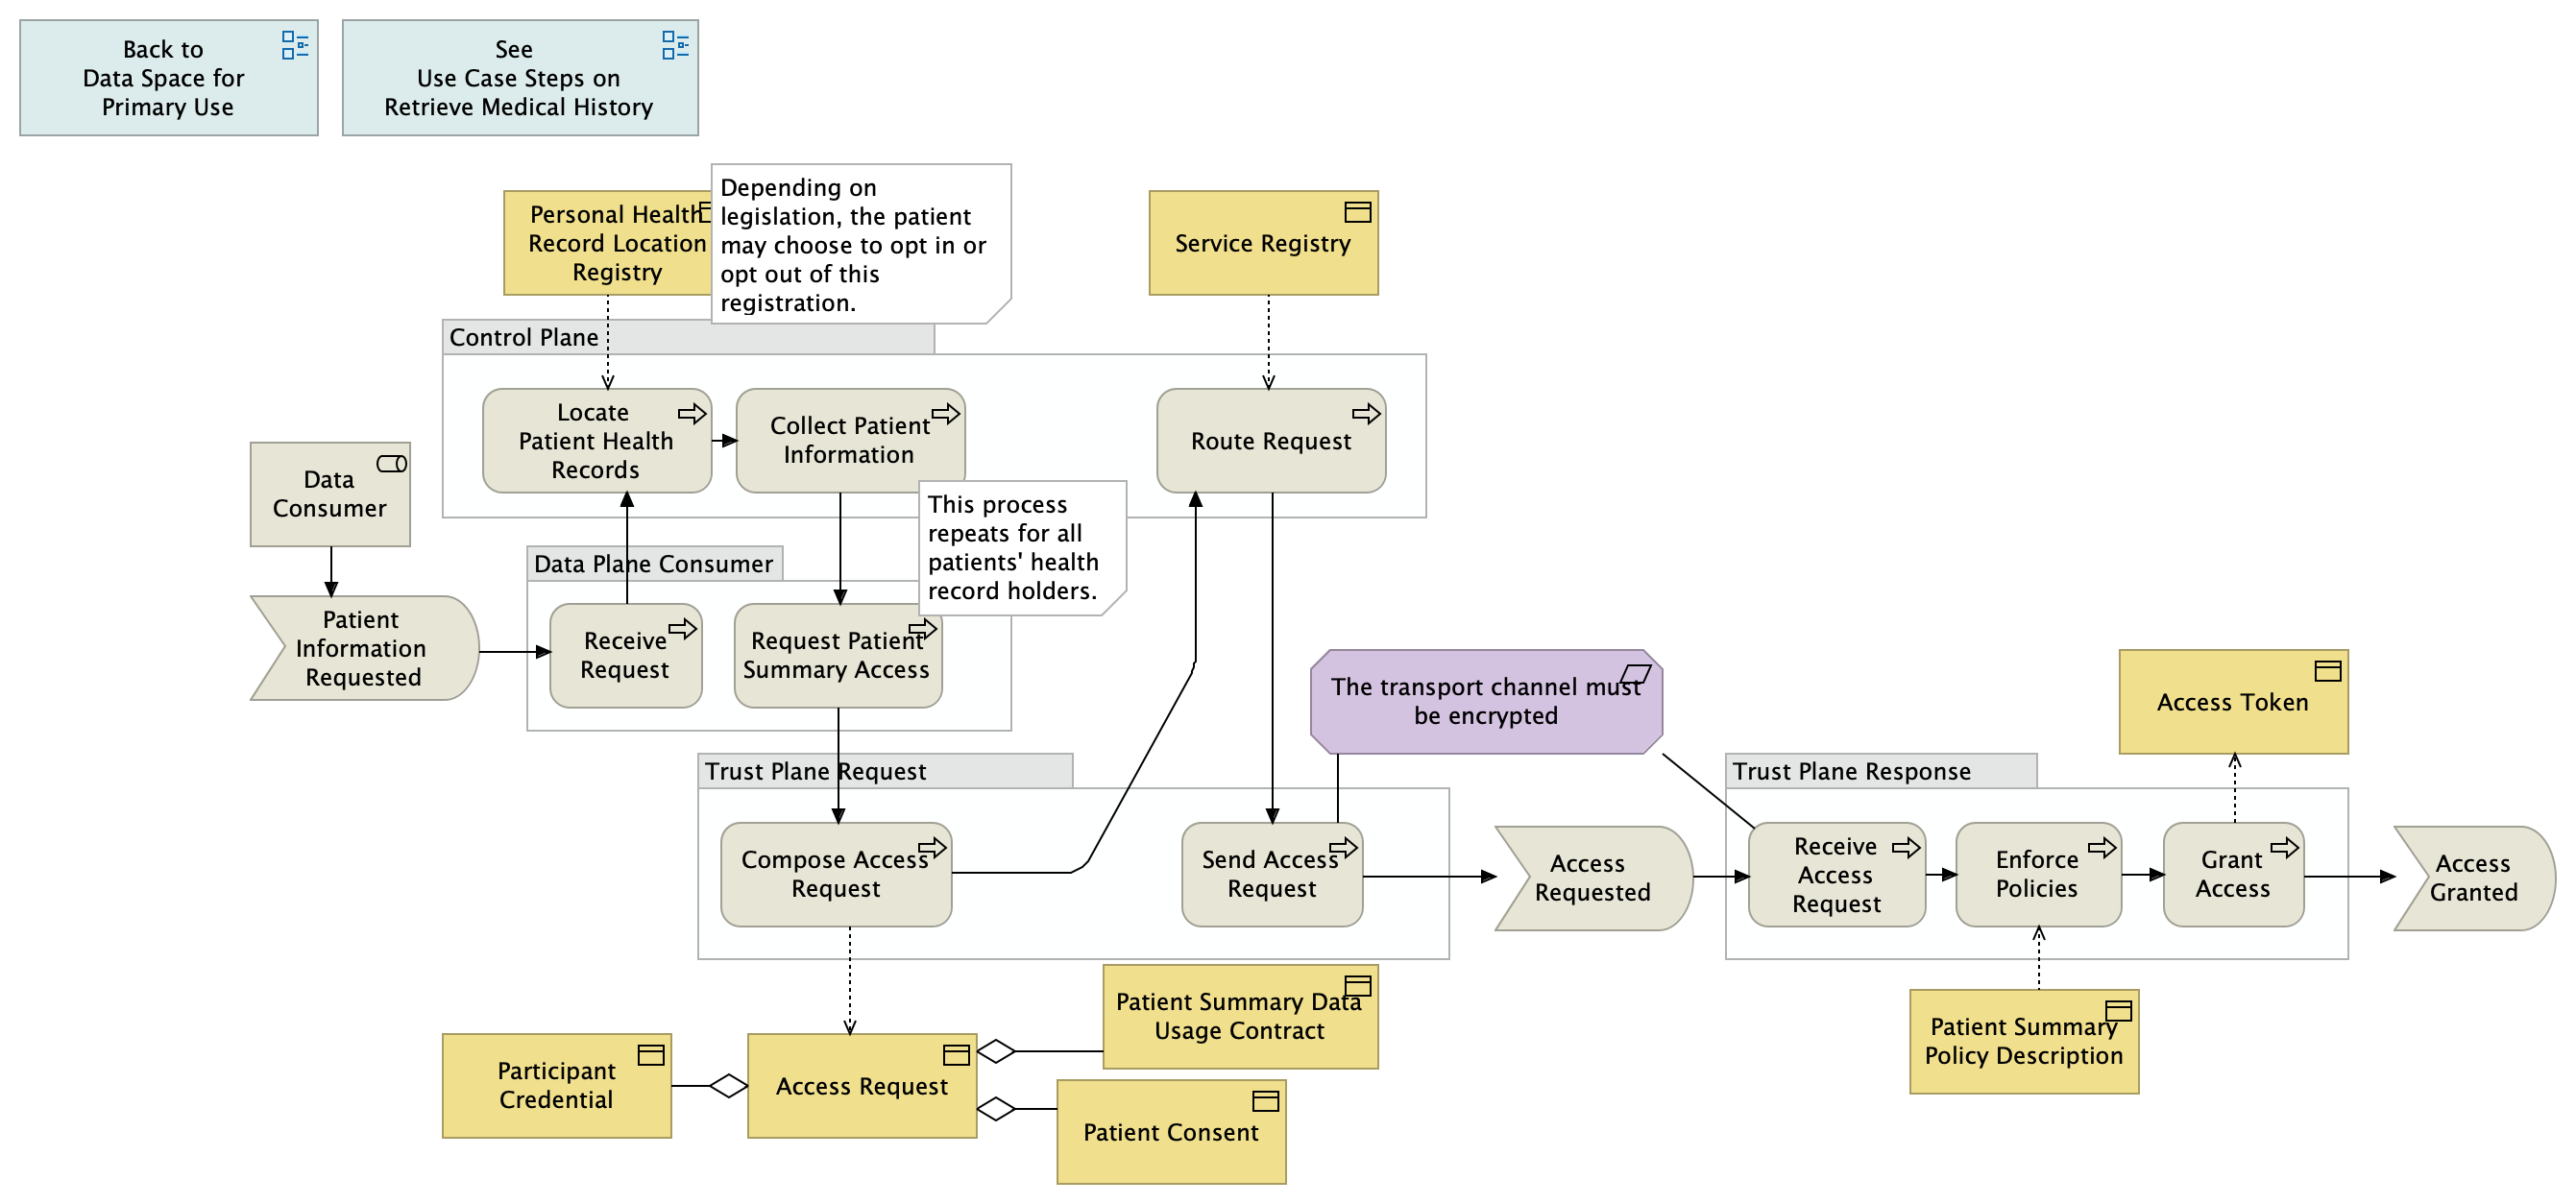 Back to
Data Space for
Primary Use
See
Use Case Steps on
Retrieve Medical History
Personal Health
Record Location
Registry
Depending on
legislation, the patient
may choose to opt in or
opt out of this
registration.
Service Registry
Control Plane
Locate
Patient Health
Records
Collect Patient
Information
Route Request
Data
Consumer
This process
repeats for all
patients' health
record holders.
Data Plane Consumer
Patient
Information
Requested
Receive
Request
Request Patient
Summary Access
The transport channel must
be encrypted
Access Token
Trust Plane Request
Trust Plane Response
Compose Access
Request
Send Access
Request
Access
Requested
Receive
Access
Request
Enforce
Policies
Grant
Access
Access
Granted
Patient Summary Data
Usage Contract
Patient Summary
Policy Description
Participant
Credential
Access Request
Patient Consent